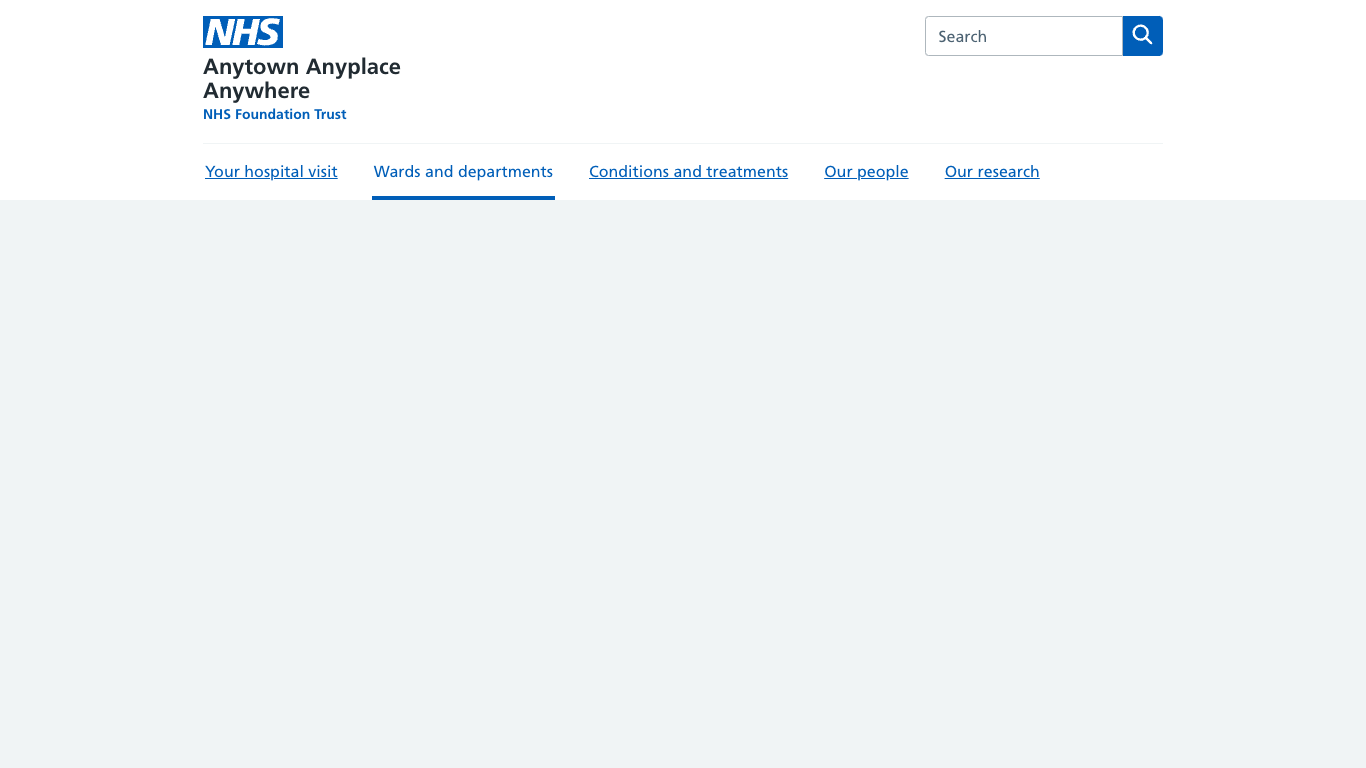 NHS
Anytown Anyplace
Anywhere
NHS Foundation Trust
Search
Your hospital visit
Wards and departments
Conditions and treatments
Our people
Our research